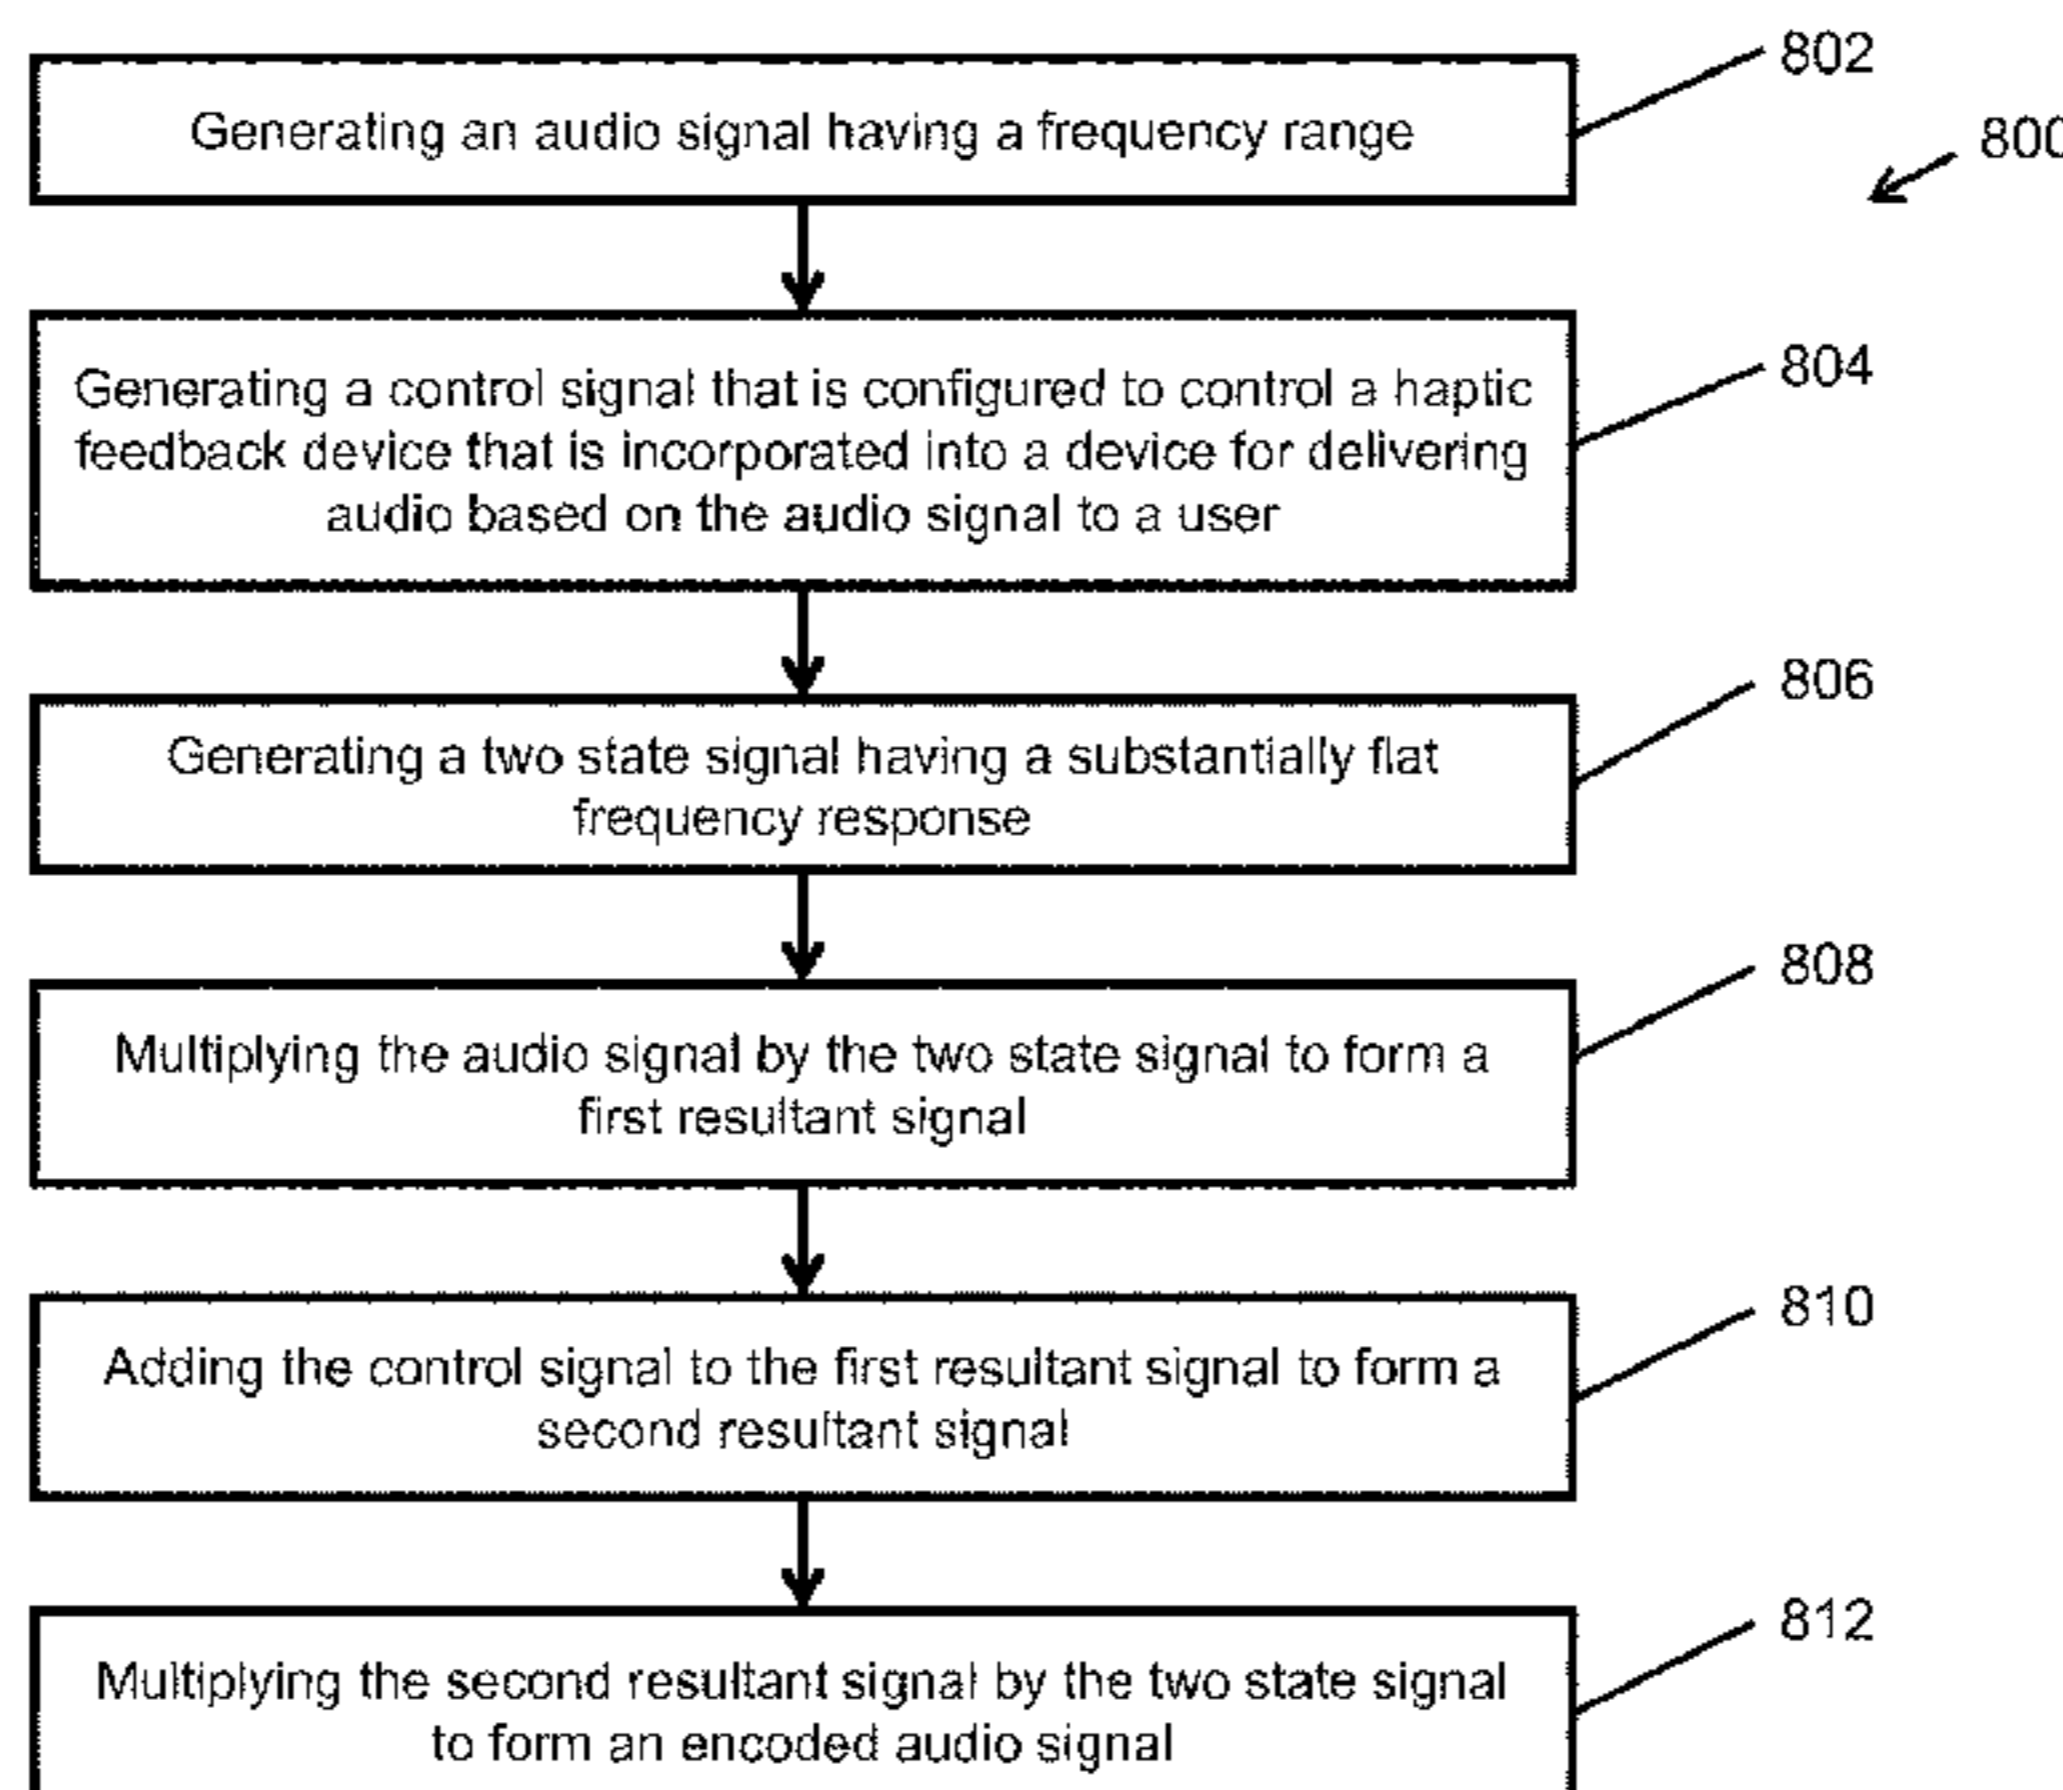 802
Generating an audio signal having a frequency range
800
Generating a control signal that is configured to control a haptic
feedback device that is incorporated into a device for delivering
audio based on the audio signal to a user
804
Generating a two state signal having a substantially flat
frequency response
806
Multiplying the audio signal by the two state signal to form a
first resultant signal
808
Adding the control signal to the first resultant signal to form a
second resultant signal
810
Multiplying the second resultant signal by the two state signal
to form an encoded audio signal
812